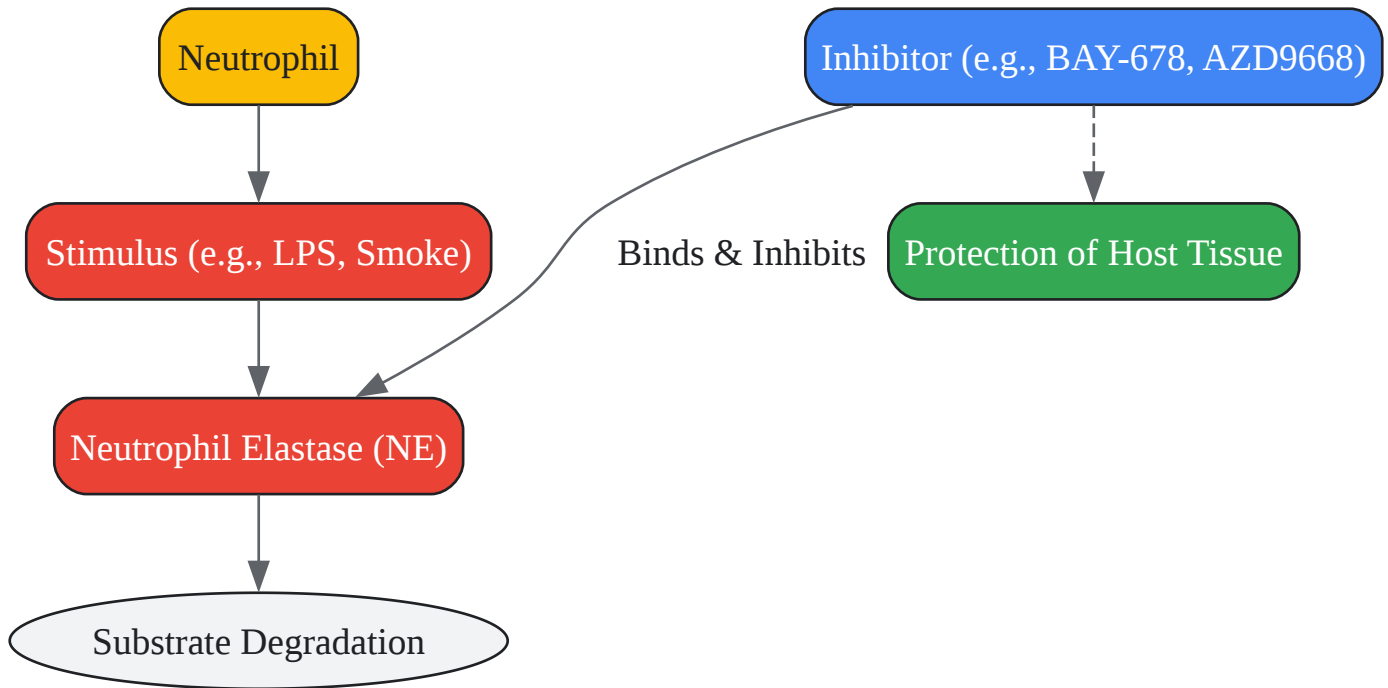 Neutrophil
Inhibitor (e.g., BAY-678, AZD9668)
Stimulus (e.g., LPS, Smoke)
Binds & Inhibits
Protection of Host Tissue
Neutrophil Elastase (NE)
Substrate Degradation